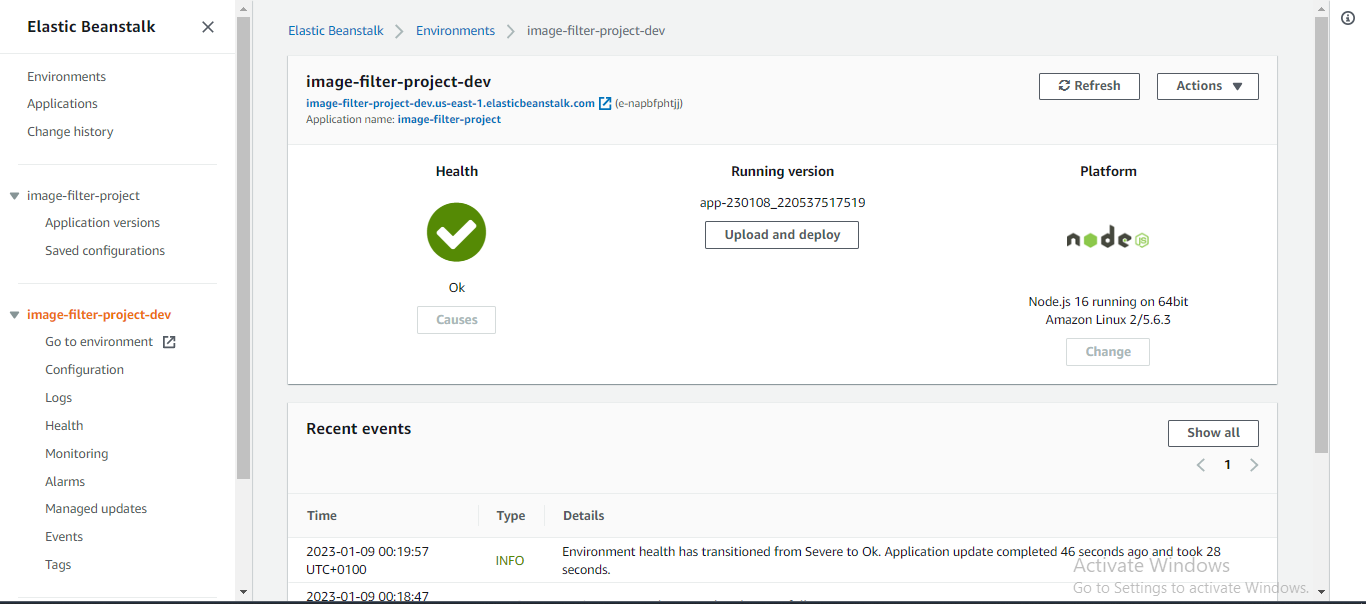 Elastic Beanstalk
Environments
Applications
Change history
image-filter-project
Application versions
Saved configurations
image-filter-project-dev
Go to environment
Configuration
Logs
Health
Monitoring
Alarms
Managed updates
Events
Tags
Elastic Beanstalk > Environments > image-filter-project-dev
image-filter-project-dev
image-filter-project-dev.us-east-1.elasticbeanstalk.com (e-napbfphtjj)
Application name: image-filter-project
Refresh
Actions
Health
Ok
Causes
Running version
app-230108_220537517519
Upload and deploy
Platform
node JS
Node.js 16 running on 64bit
Amazon Linux 2/5.6.3
Change
Recent events
Show all
1
Time Type Details
2023-01-09 00:19:57
UTC+0100
INFO
Environment health has transitioned from Severe to Ok. Application update completed 46 seconds ago and took 28
seconds.
2023-01-09 00:18:47
Activate Windows
Go to Settings to activate Windows.